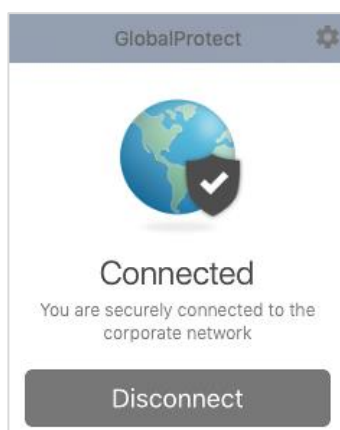 GlobalProtect
Connected
You are securely connected to the
corporate network
Disconnect